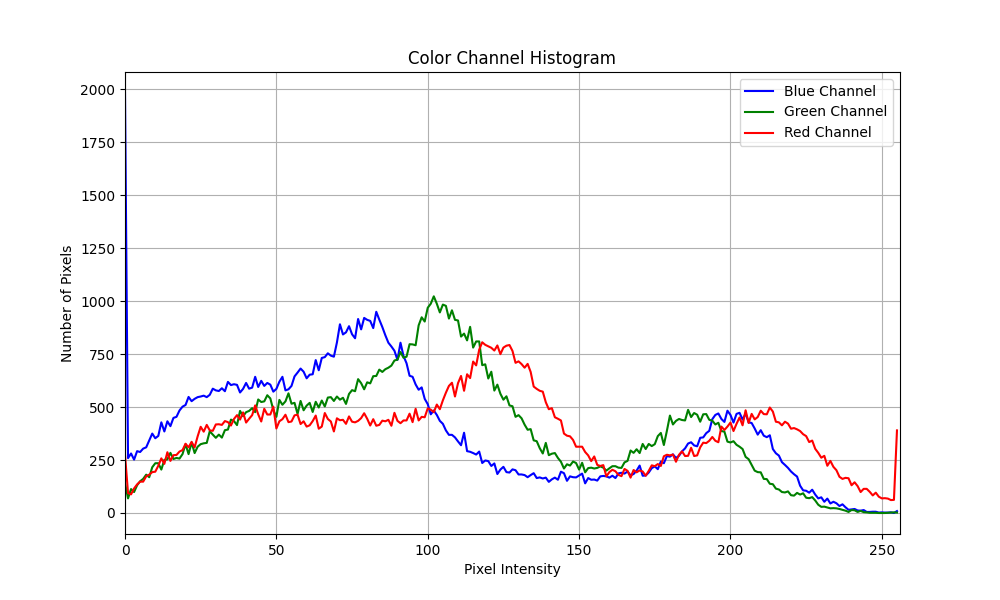 Color Channel Histogram
Blue Channel
Green Channel
Red Channel
Number of Pixels
2000
1750
1500
1250
1000
750
500
250
0
0 50 100 150 200 250
Pixel Intensity